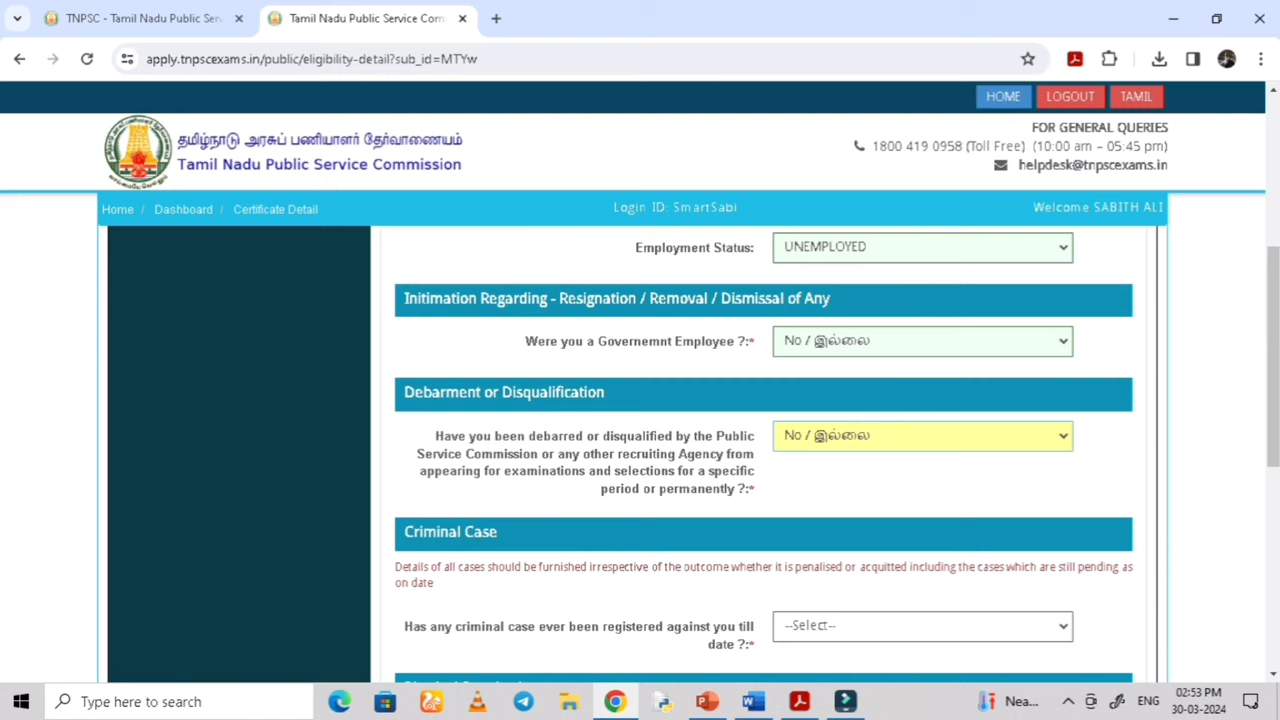 TNPSC - Tamil Nadu Public Ser
Tamil Nadu Public Service Com
apply.tnpscexams.in/public/eligibility-detail?sub_id=MTYw
HOME LOGOUT TAMIL
தமிழ்நாடு அரசுப் பணியாளர் தேர்வாணையம்
Tamil Nadu Public Service Commission
FOR GENERAL QUERIES
1800 419 0958 (Toll Free) (10:00 am – 05:45 pm)
helpdesk@tnpscexams.in
Home / Dashboard / Certificate Detail Login ID: SmartSabi Welcome SABITH ALI
Employment Status: UNEMPLOYED
Initimation Regarding - Resignation / Removal / Dismissal of Any
Were you a Governemnt Employee ?:* No / இல்லை
Debarment or Disqualification
Have you been debarred or disqualified by the Public No / இல்லை
Service Commission or any other recruiting Agency from
appearing for examinations and selections for a specific
period or permanently ?:*
Criminal Case
Details of all cases should be furnished irrespective of the outcome whether it is penalised or acquitted including the cases which are still pending as
on date
Has any criminal case ever been registered against you till --Select--
date ?:*
Type here to search
Nea...
ENG
02:53 PM
30-03-2024